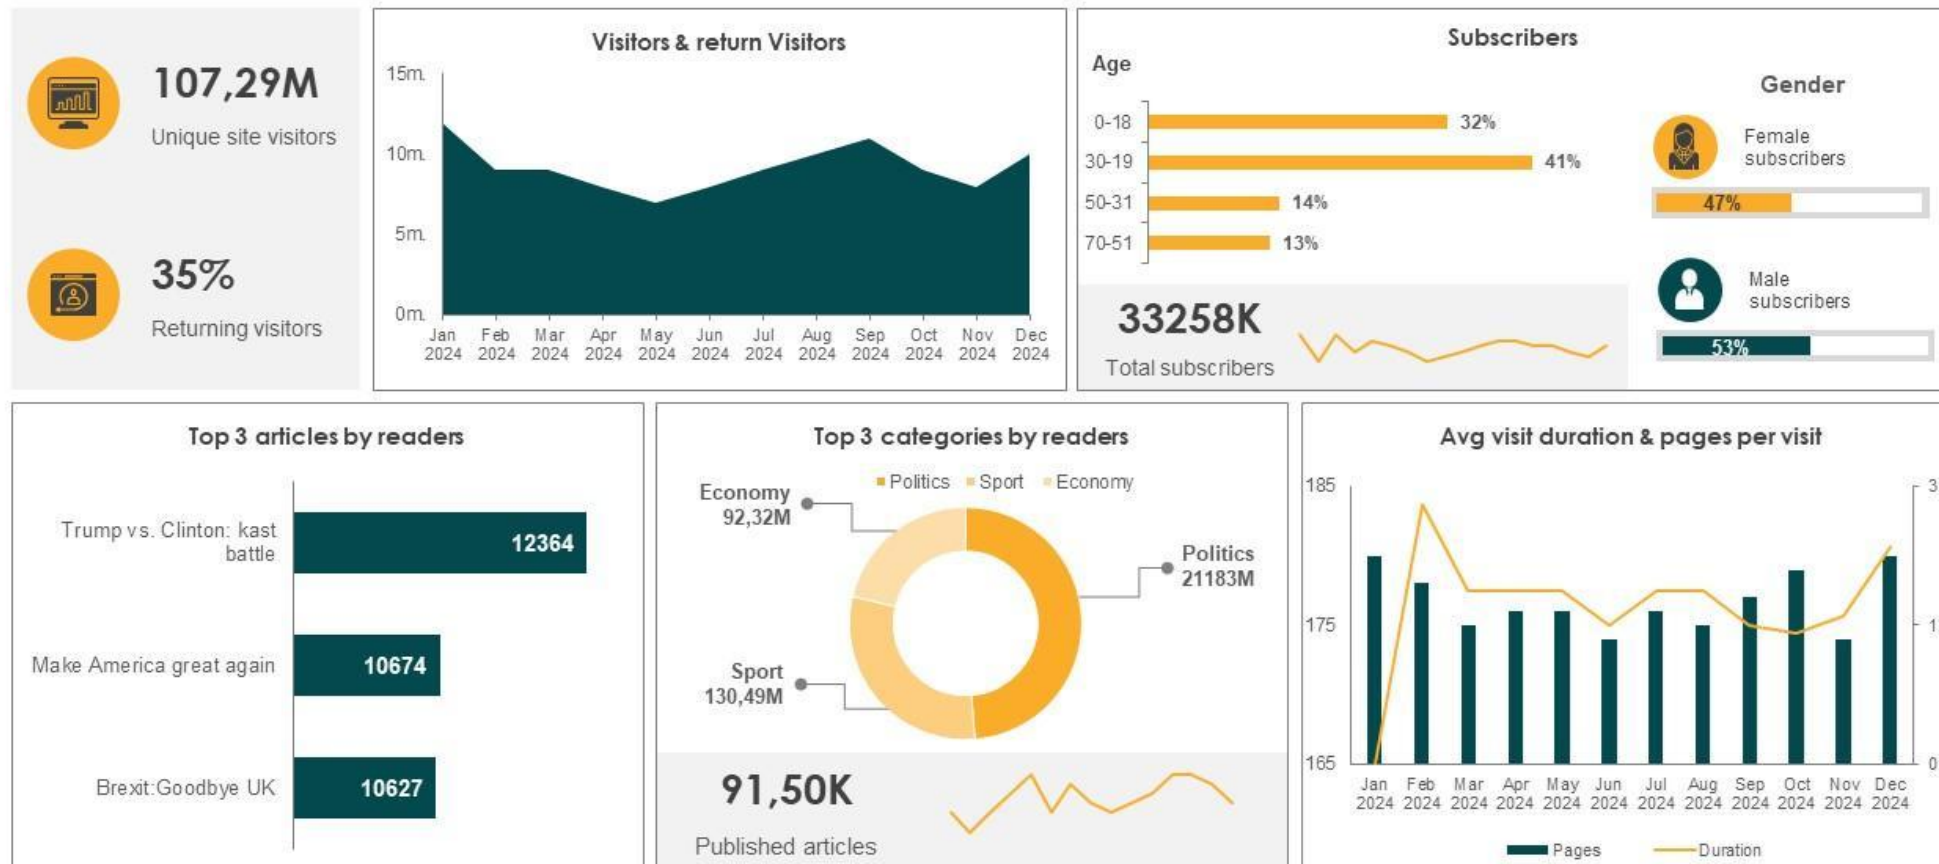 107,29M
Unique site visitors
35%
Returning visitors
Visitors & return Visitors
15m.
10m.
5m.
0m.
Jan Feb Mar Apr May Jun Jul Aug Sep Oct Nov Dec
2024 2024 2024 2024 2024 2024 2024 2024 2024 2024 2024 2024
Subscribers
Age
0-18 32%
30-19 41%
50-31 14%
70-51 13%
33258K
Total subscribers
Gender
Female
subscribers
47%
Male
subscribers
53%
Top 3 articles by readers
Trump vs. Clinton: kast
battle
12364
Make America great again 10674
Brexit:Goodbye UK 10627
Top 3 categories by readers
Politics Sport Economy
Economy
92,32M
Politics
21183M
Sport
130,49M
91,50K
Published articles
Avg visit duration & pages per visit
185 3
175 1
165 0
Jan Feb Mar Apr May Jun Jul Aug Sep Oct Nov Dec
2024 2024 2024 2024 2024 2024 2024 2024 2024 2024 2024 2024
Pages Duration